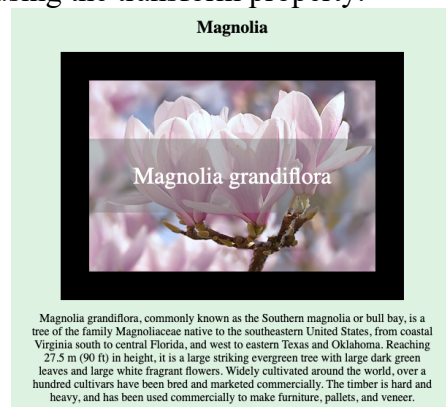 using the transform property.
Magnolia
Magnolia grandiflora
Magnolia grandiflora, commonly known as the Southern magnolia or bull bay, is a
tree of the family Magnoliaceae native to the southeastern United States, from coastal
Virginia south to central Florida, and west to eastern Texas and Oklahoma. Reaching
27.5 m (90 ft) in height, it is a large striking evergreen tree with large dark green
leaves and large white fragrant flowers. Widely cultivated around the world, over a
hundred cultivars have been bred and marketed commercially. The timber is hard and
heavy, and has been used commercially to make furniture, pallets, and veneer.